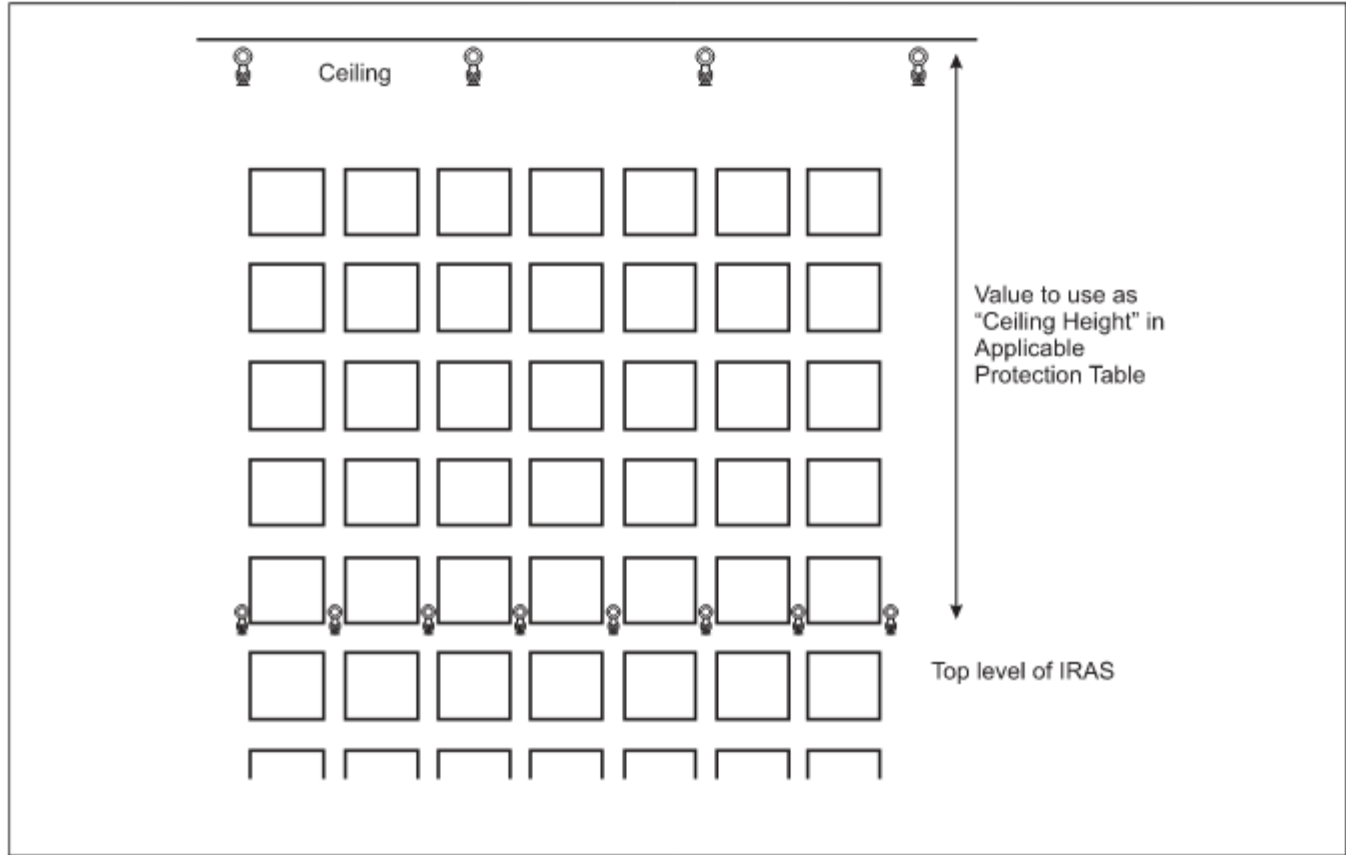 Ceiling
Value to use as
“Ceiling Height” in
Applicable
Protection Table
Top level of IRAS